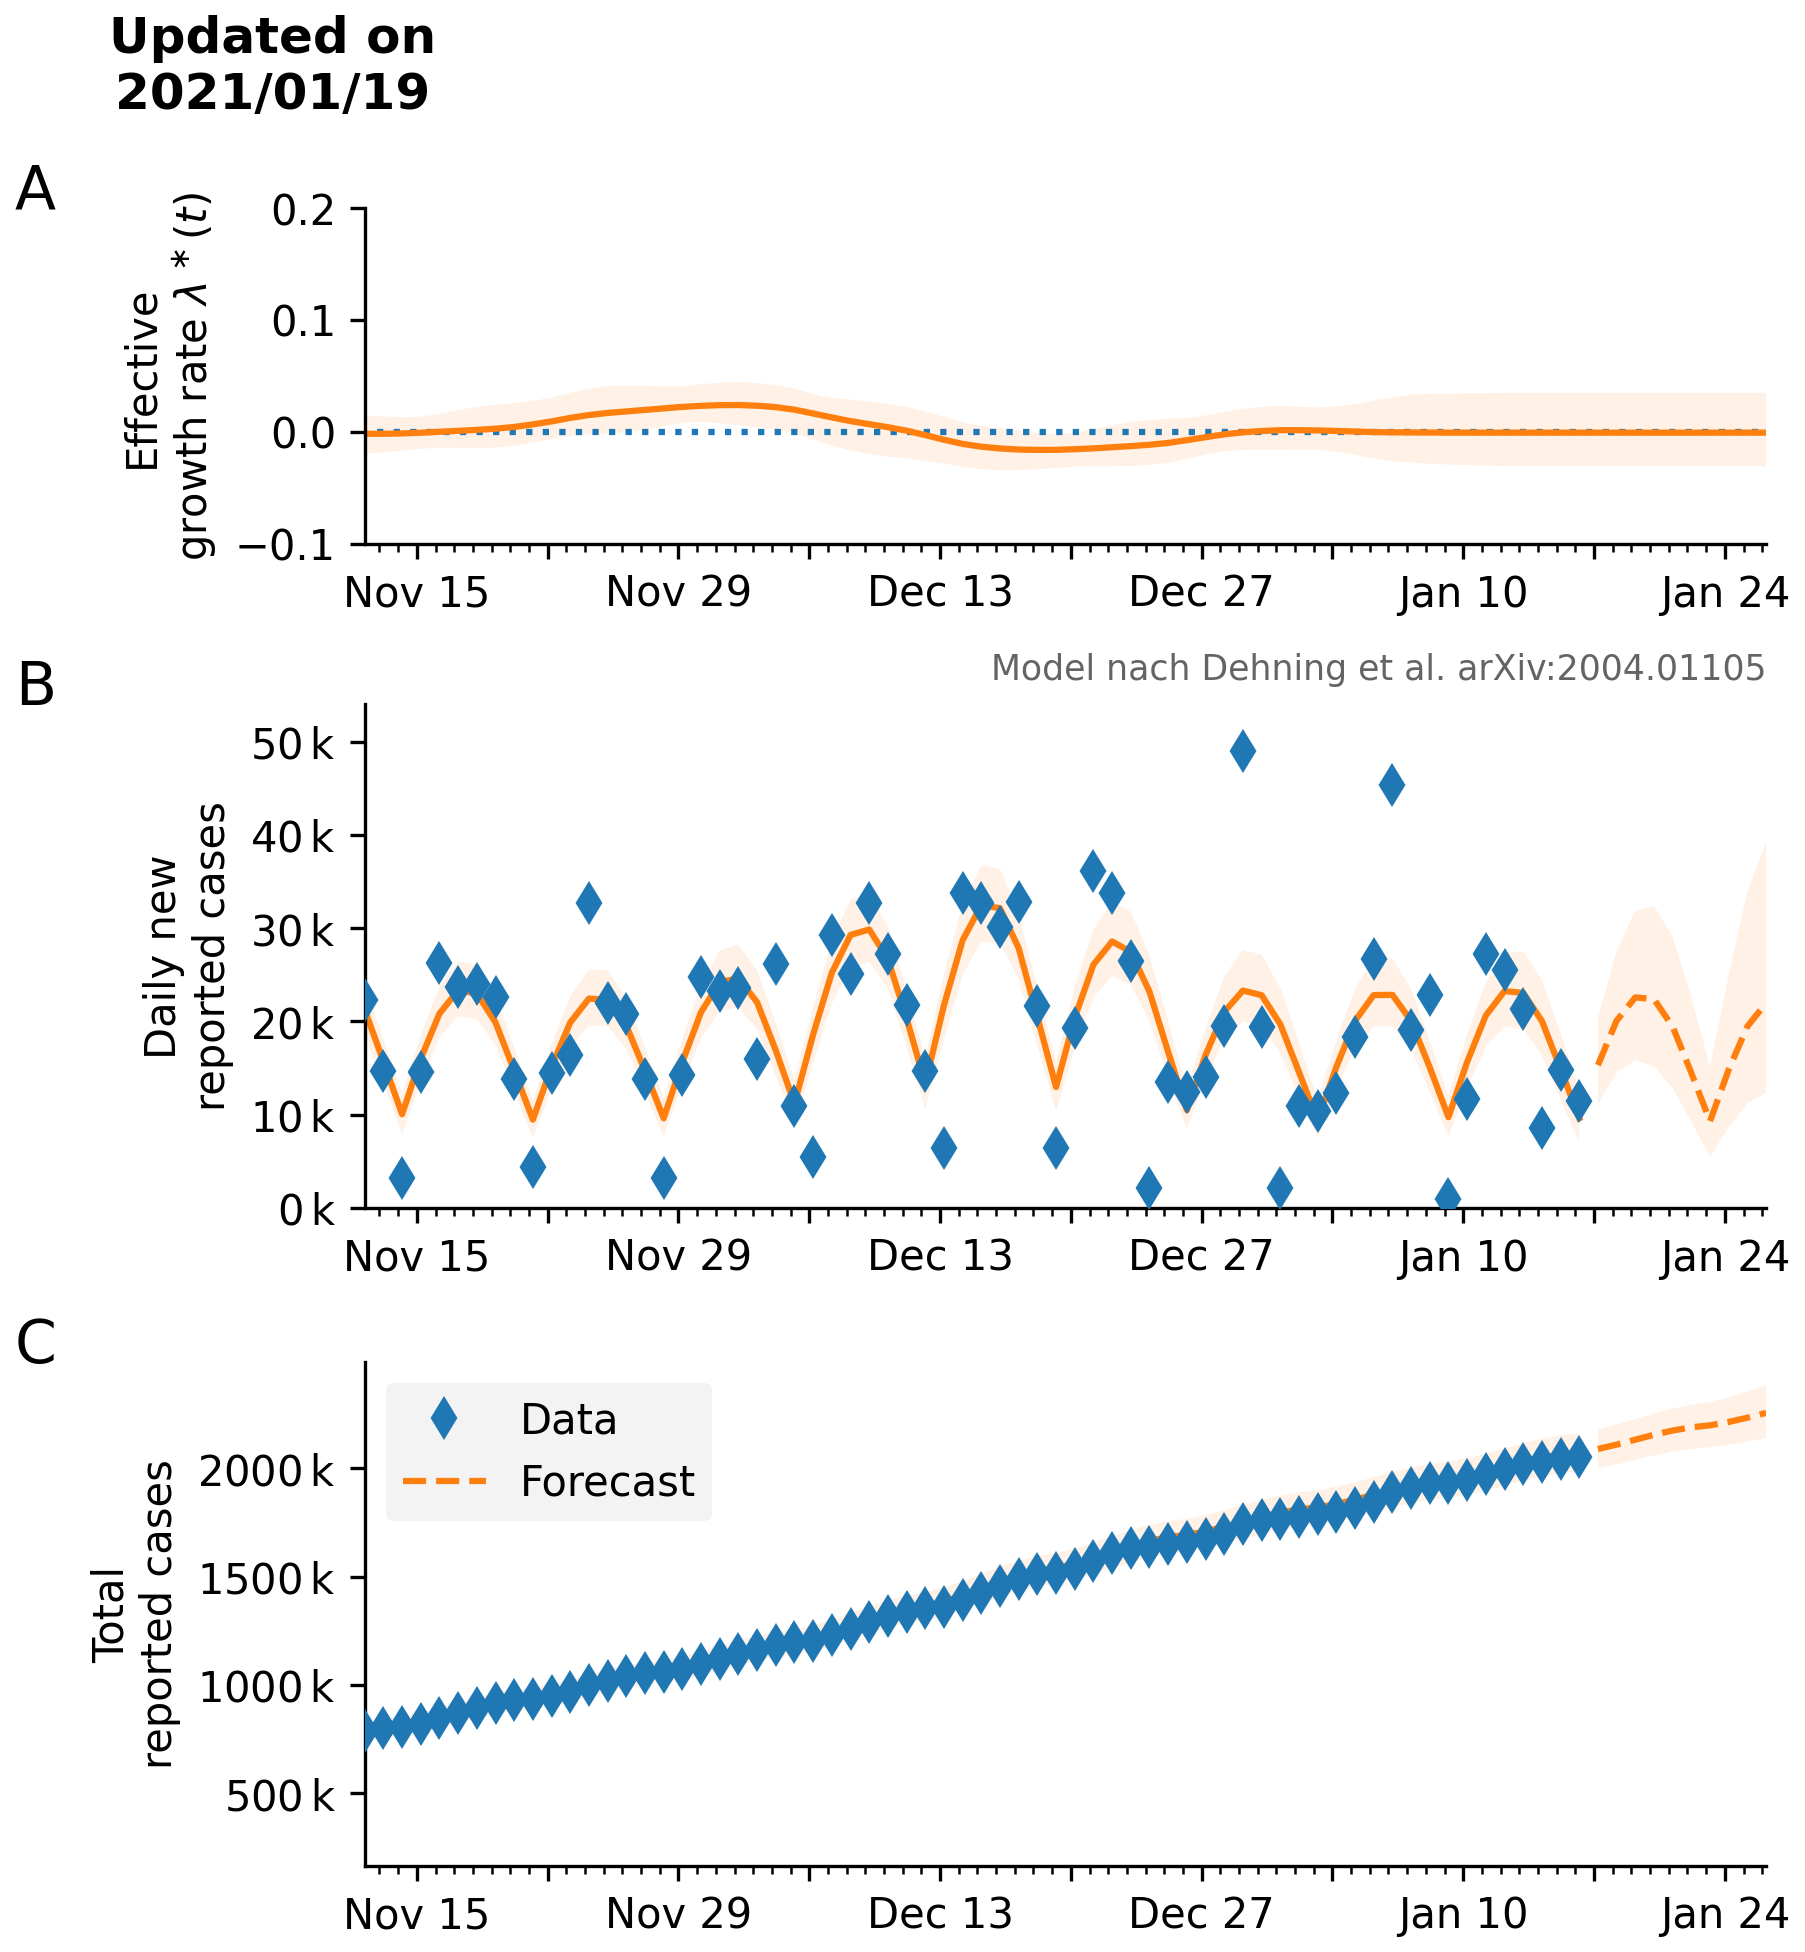 Updated on
2021/01/19
A
Effective
growth rate λ * (t)
0.2
0.1
0.0
−0.1
Nov 15 Nov 29 Dec 13 Dec 27 Jan 10 Jan 24
Model nach Dehning et al. arXiv:2004.01105
B
Daily new
reported cases
50 k
40 k
30 k
20 k
10 k
0 k
Nov 15 Nov 29 Dec 13 Dec 27 Jan 10 Jan 24
C
Total
reported cases
Data
Forecast
2000 k
1500 k
1000 k
500 k
Nov 15 Nov 29 Dec 13 Dec 27 Jan 10 Jan 24